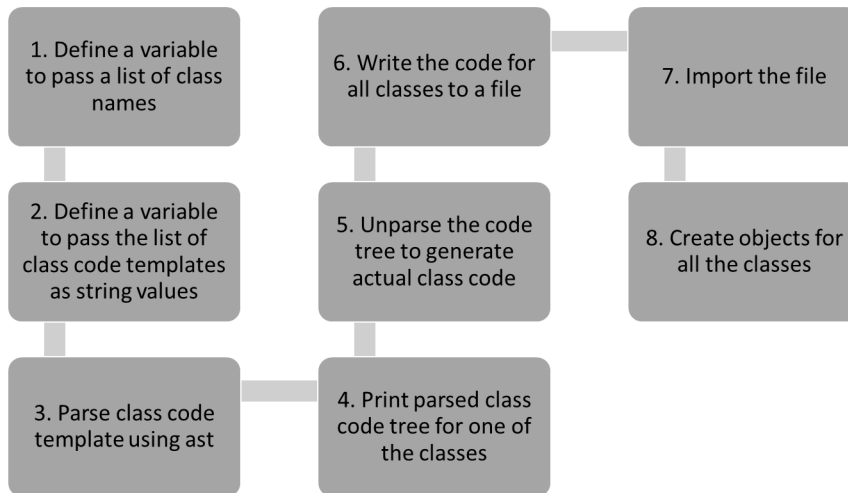 1. Define a variable
to pass a list of class
names
2. Define a variable
to pass the list of
class code templates
as string values
3. Parse class code
template using ast
4. Print parsed class
code tree for one of
the classes
5. Unparse the code
tree to generate
actual class code
6. Write the code for
all classes to a file
7. Import the file
8. Create objects for
all the classes